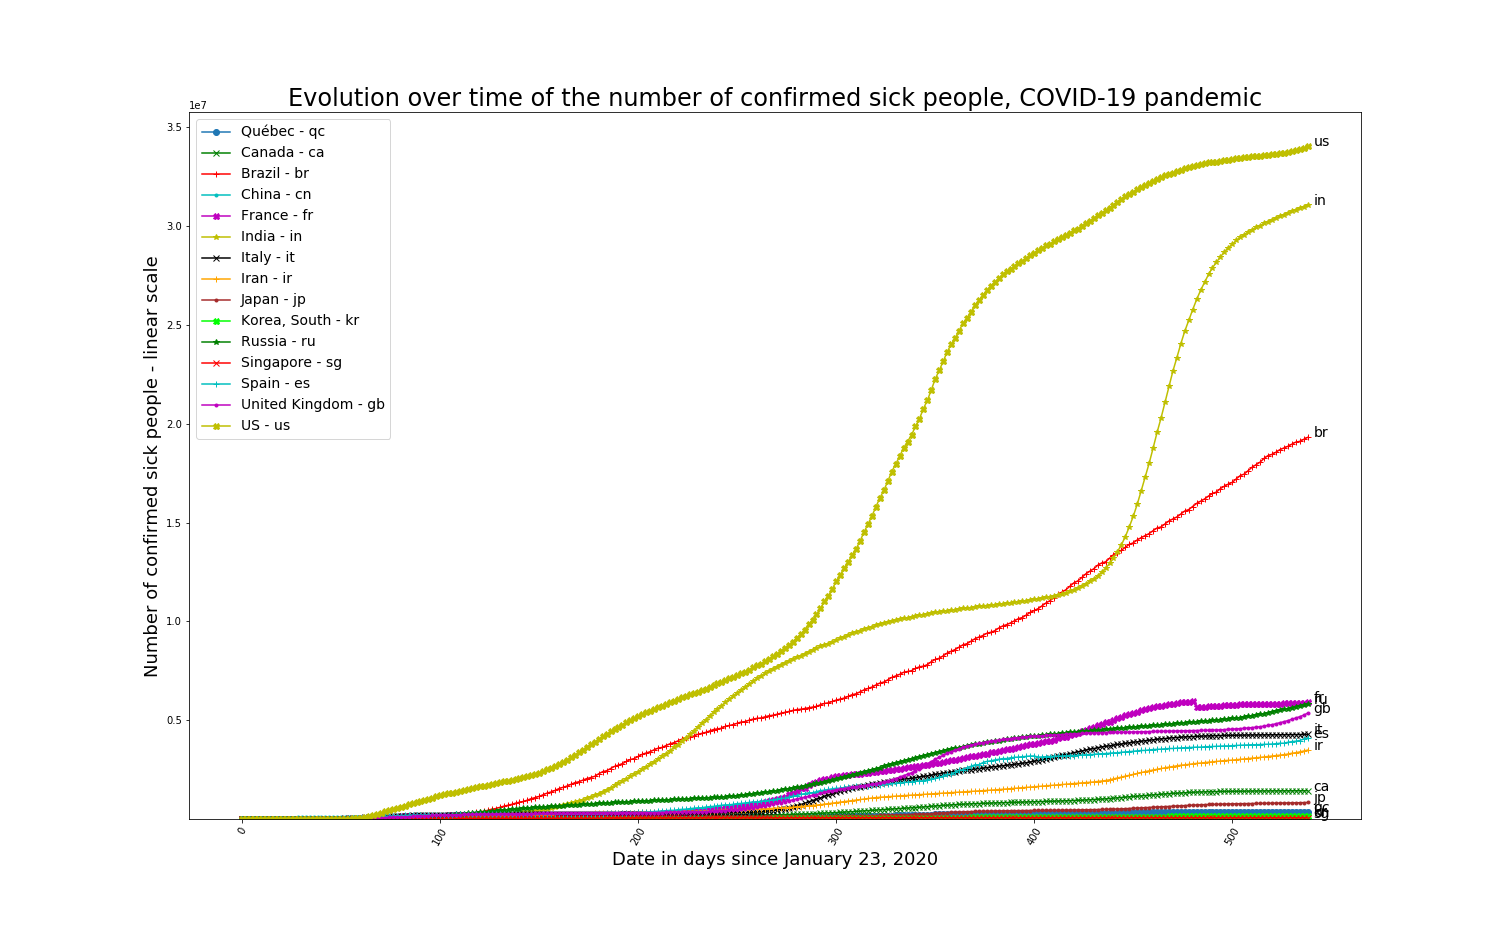 Evolution over time of the number of confirmed sick people, COVID-19 pandemic
1e7
3.5
3.0
2.5
2.0
1.5
1.0
0.5
Number of confirmed sick people - linear scale
Québec - qc
Canada - ca
Brazil - br
China - cn
France - fr
India - in
Italy - it
Iran - ir
Japan - jp
Korea, South - kr
Russia - ru
Singapore - sg
Spain - es
United Kingdom - gb
US - us
us
in
br
fr
ru
gb
it
es
ir
ca
jp
qc
sg
0
100
200
300
400
500
Date in days since January 23, 2020